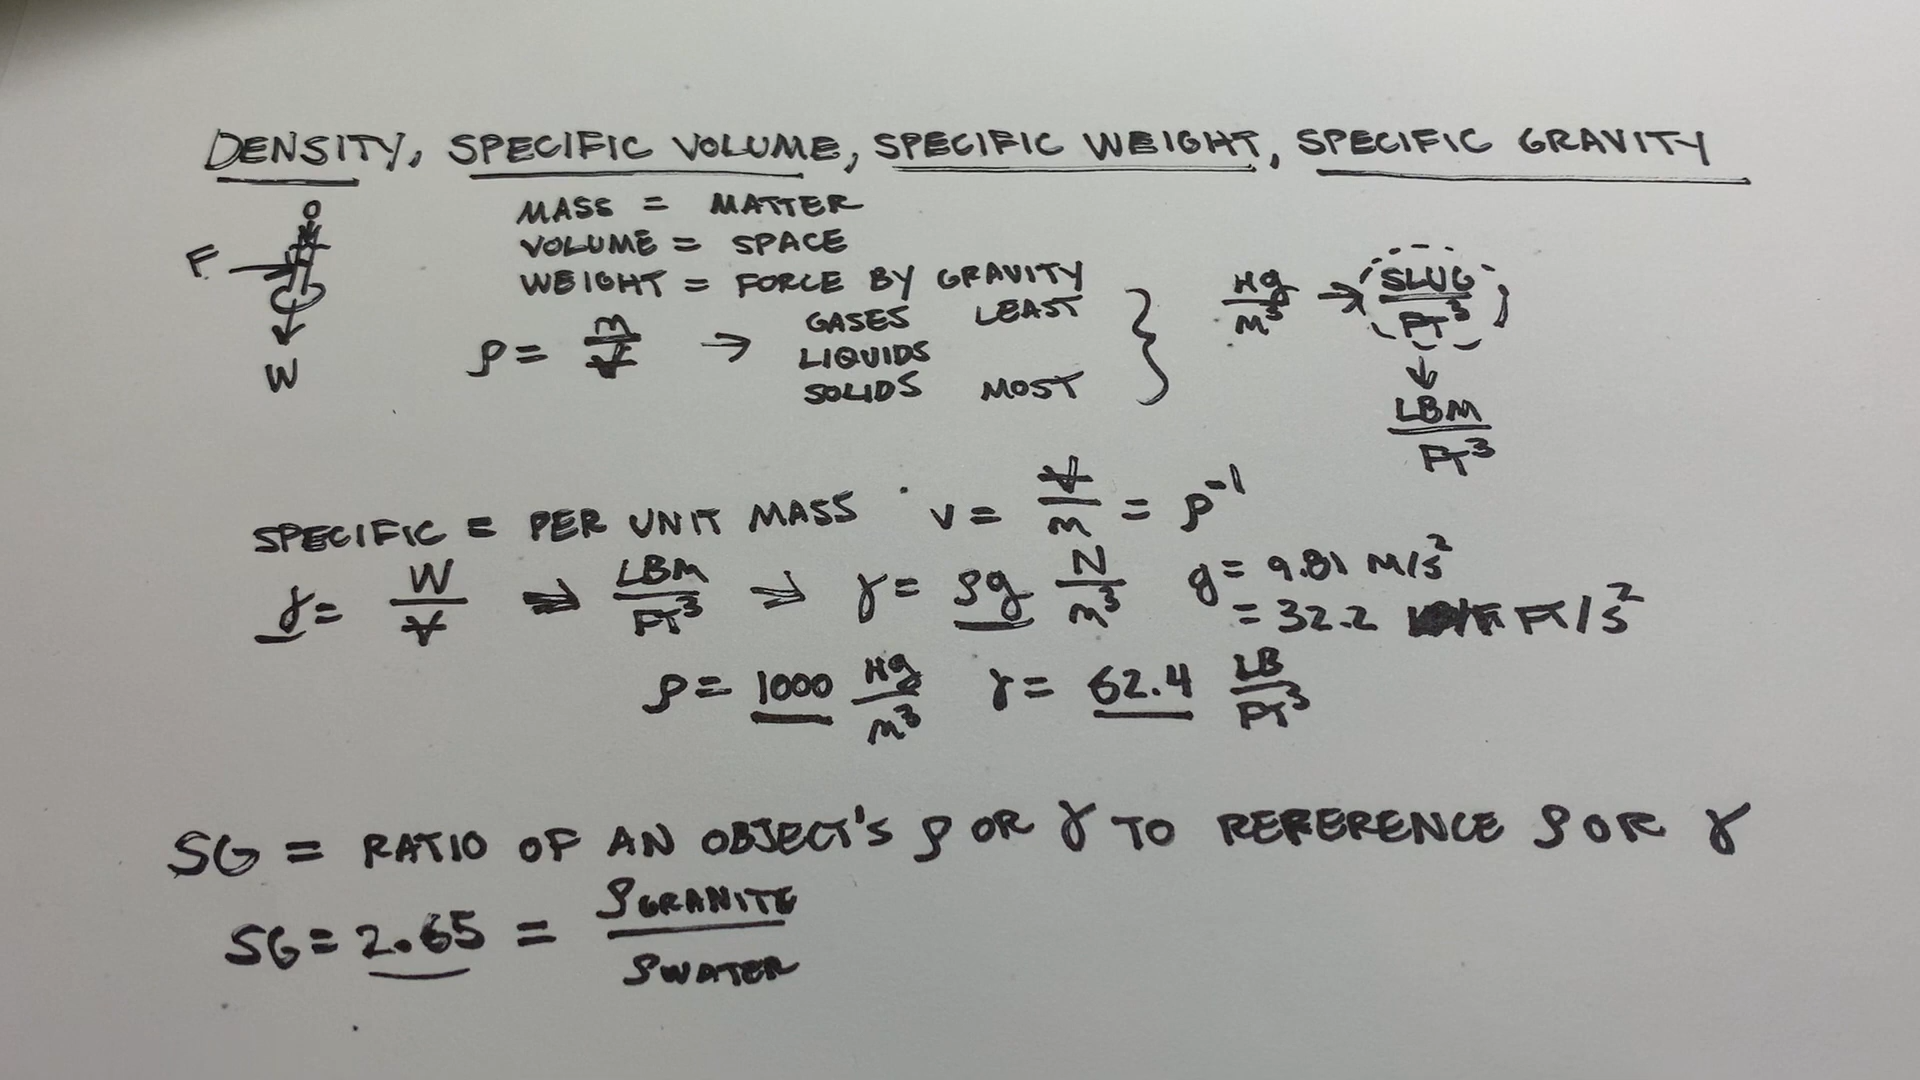 DENSITY, SPECIFIC VOLUME, SPECIFIC WEIGHT, SPECIFIC GRAVITY
F
W
MASS = MATTER
VOLUME = SPACE
WEIGHT = FORCE BY GRAVITY
ρ = m/V → GASES LEAST
LIQUIDS
SOLIDS MOST
Kg/m³ → SLUG/FT³
↓
LBM/FT³
SPECIFIC = PER UNIT MASS v = V/m = ρ⁻¹
γ = W/V → LBM/FT³ → γ = ρg N/m³ g = 9.81 M/S²
= 32.2 FT/S²
ρ = 1000 Kg/m³ γ = 62.4 LB/FT³
SG = RATIO OF AN OBJECT'S ρ OR γ TO REFERENCE ρ OR γ
SG = 2.65 = ρGRANITE/ρWATER